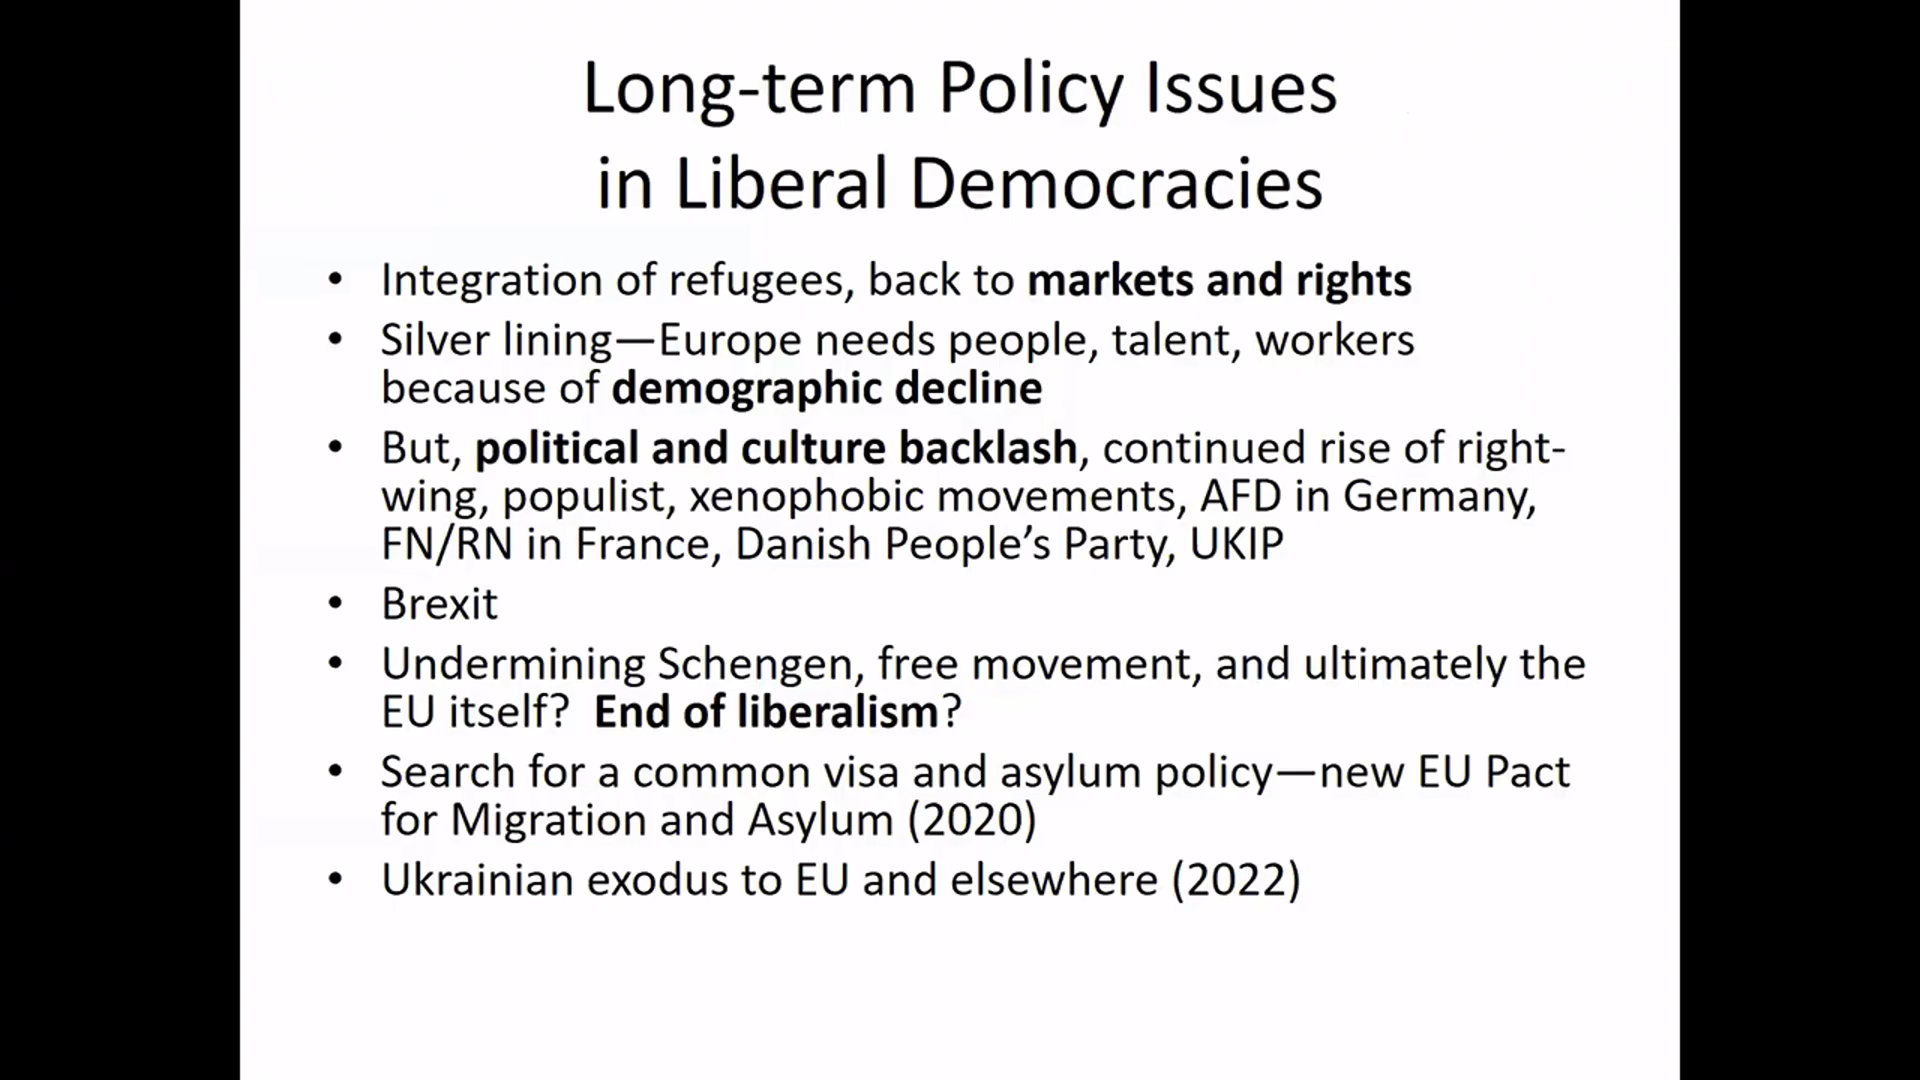 Long-term Policy Issues
in Liberal Democracies
• Integration of refugees, back to markets and rights
• Silver lining—Europe needs people, talent, workers
because of demographic decline
• But, political and culture backlash, continued rise of right-
wing, populist, xenophobic movements, AFD in Germany,
FN/RN in France, Danish People’s Party, UKIP
• Brexit
• Undermining Schengen, free movement, and ultimately the
EU itself?  End of liberalism?
• Search for a common visa and asylum policy—new EU Pact
for Migration and Asylum (2020)
• Ukrainian exodus to EU and elsewhere (2022)